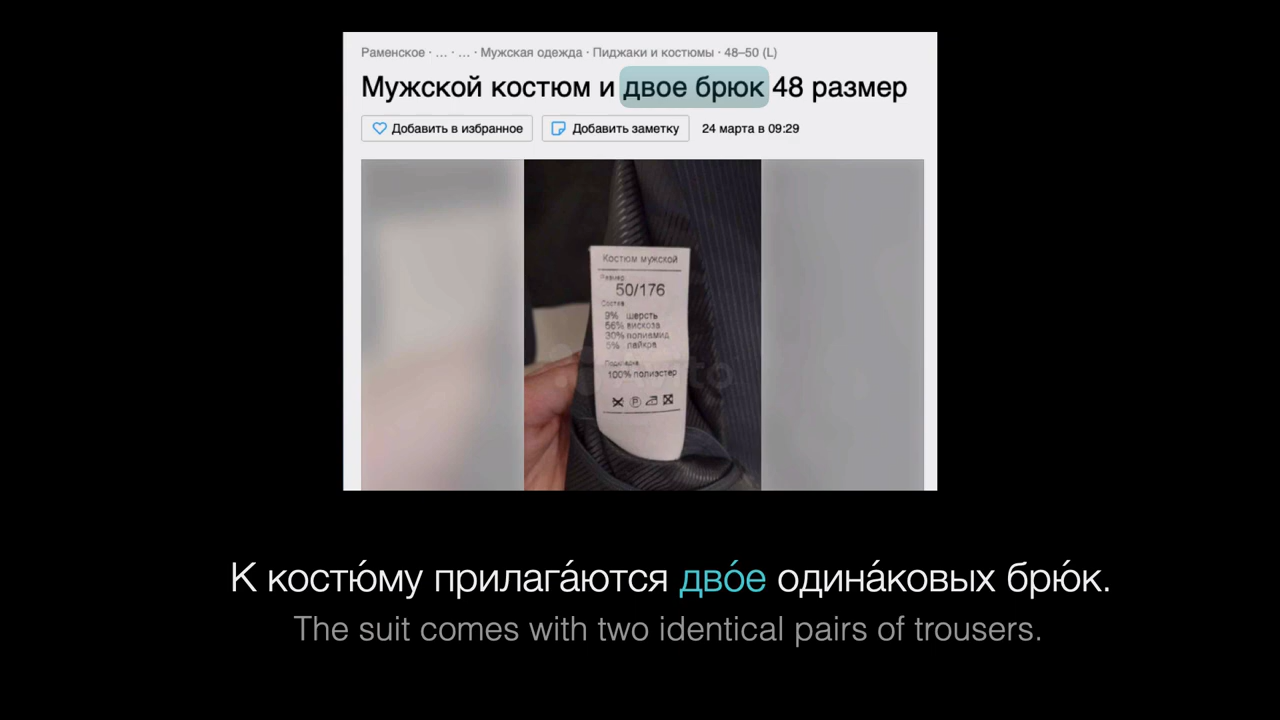 Раменское · ... · ... · Мужская одежда · Пиджаки и костюмы · 48–50 (L)
Мужской костюм и двое брюк 48 размер
Добавить в избранное Добавить заметку 24 марта в 09:29
Костюм мужской
Размер
50/176
Состав
9% шерсть
56% вискоза
30% полиамид
5% лайкра
Подкладка
100% полиэстер
P
Avito
К костю́му прилага́ются дво́е одина́ковых брю́к.
The suit comes with two identical pairs of trousers.